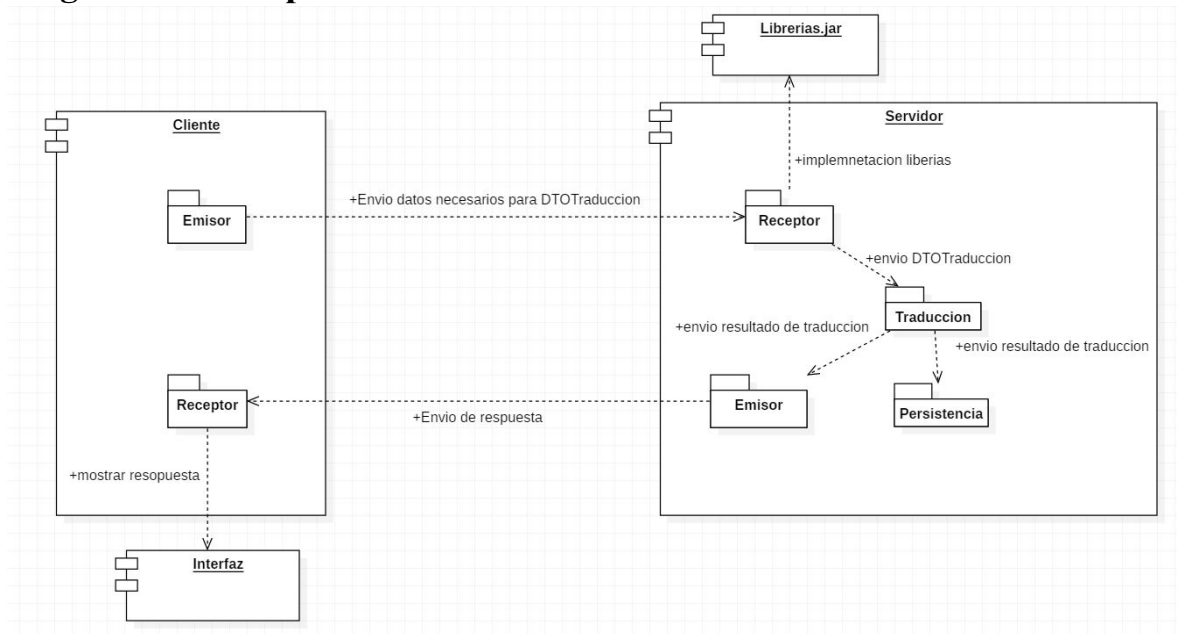 Librerias.jar
Cliente
Servidor
+implemnetacion liberias
+Envio datos necesarios para DTOTraduccion
Emisor
Receptor
+envio DTOTraduccion
Traduccion
+envio resultado de traduccion
+envio resultado de traduccion
Receptor
Emisor
Persistencia
+Envio de respuesta
+mostrar resopuesta
Interfaz